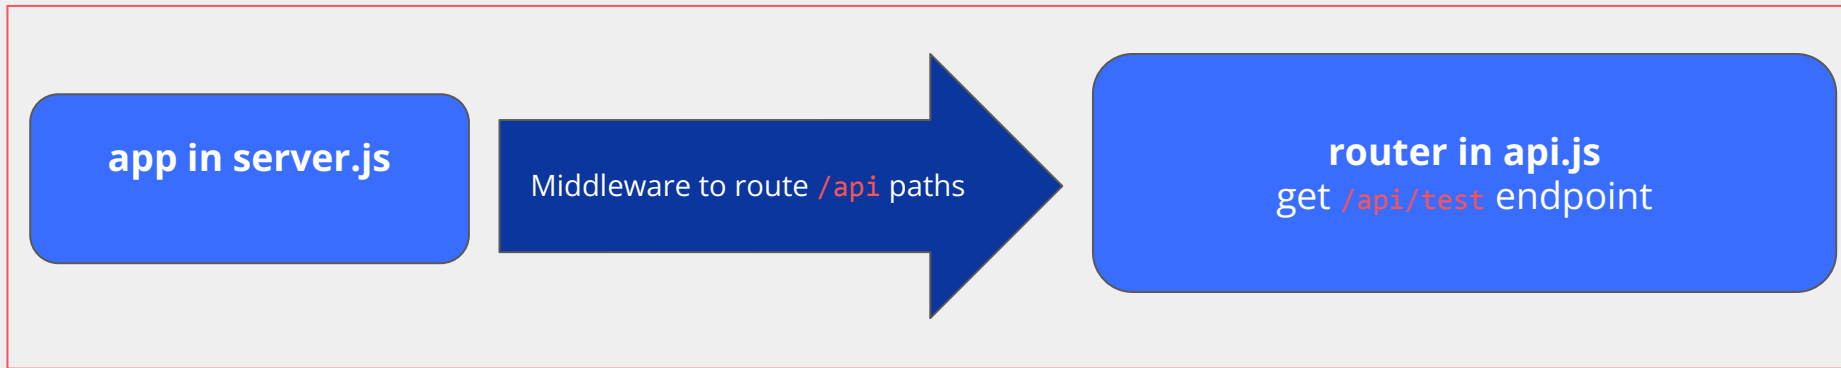 app in server.js
Middleware to route /api paths
router in api.js
get /api/test endpoint